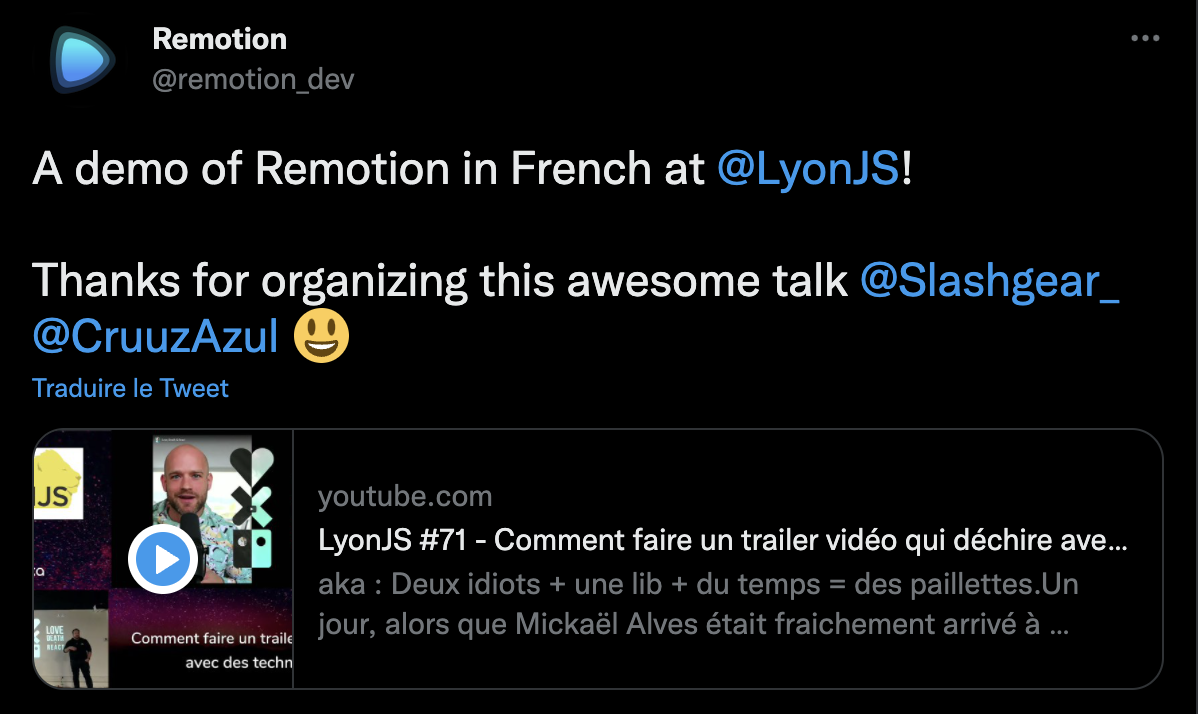 Remotion
@remotion_dev
A demo of Remotion in French at @LyonJS!
Thanks for organizing this awesome talk @Slashgear_
@CruuzAzul 😃
Traduire le Tweet
JS
LOVE
DEATH
REACT
Comment faire un traile
avec des techn
youtube.com
LyonJS #71 - Comment faire un trailer vidéo qui déchire ave...
aka : Deux idiots + une lib + du temps = des paillettes.Un
jour, alors que Mickaël Alves était fraichement arrivé à ...